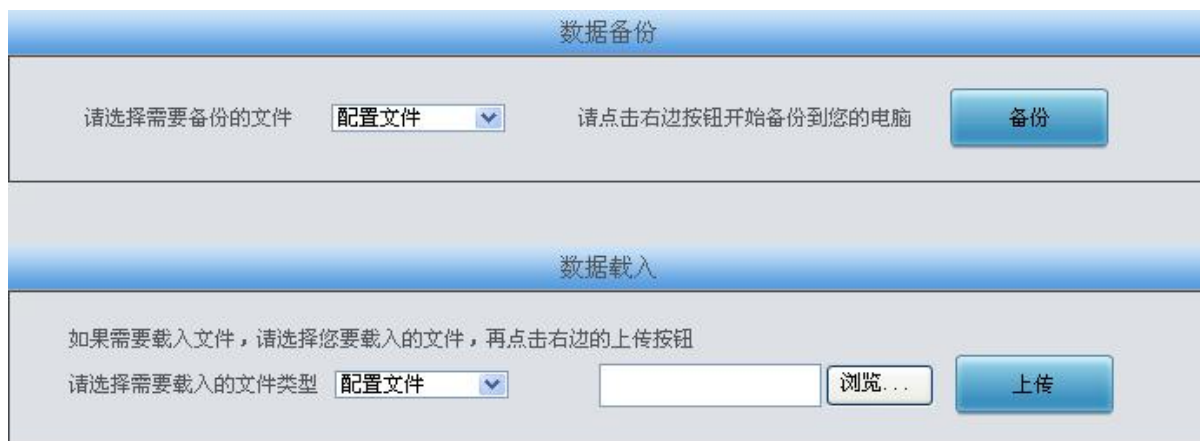 数据备份
请选择需要备份的文件 配置文件 请点击右边按钮开始备份到您的电脑 备份
数据载入
如果需要载入文件，请选择您要载入的文件，再点击右边的上传按钮
请选择需要载入的文件类型 配置文件 浏览... 上传